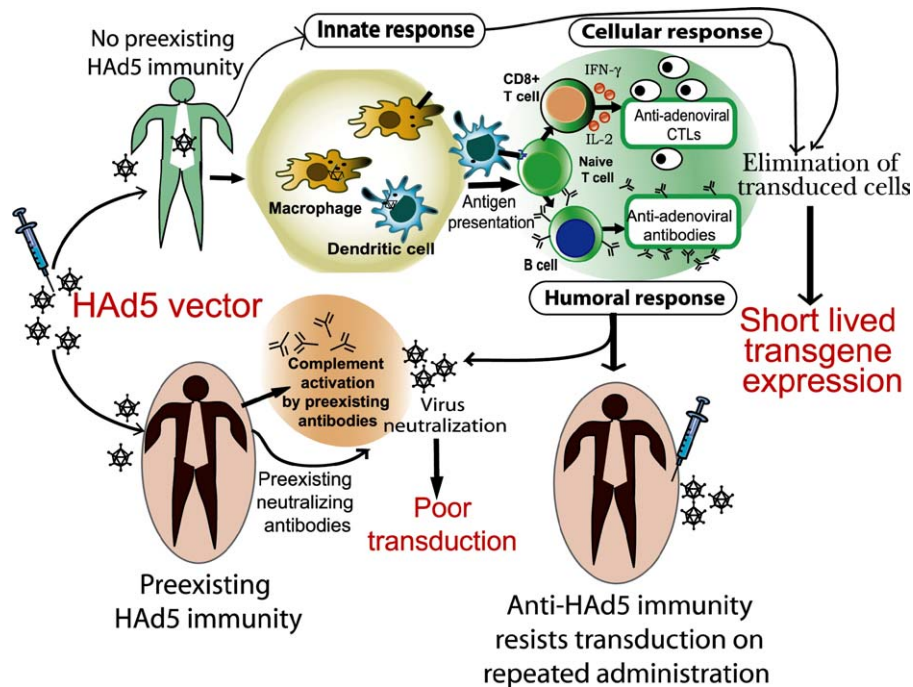 No preexisting
HAd5 immunity
Innate response
Cellular response
CD8+
T cell
IFN-γ
IL-2
Anti-adenoviral
CTLs
Macrophage
Dendritic cell
Antigen
presentation
Naive
T cell
B cell
Anti-adenoviral
antibodies
Elimination of
transduced cells
HAd5 vector
Humoral response
Short lived
transgene
expression
Complement
activation
by preexisting
antibodies
Virus
neutralization
Preexisting
neutralizing
antibodies
Poor
transduction
Preexisting
HAd5 immunity
Anti-HAd5 immunity
resists transduction on
repeated administration